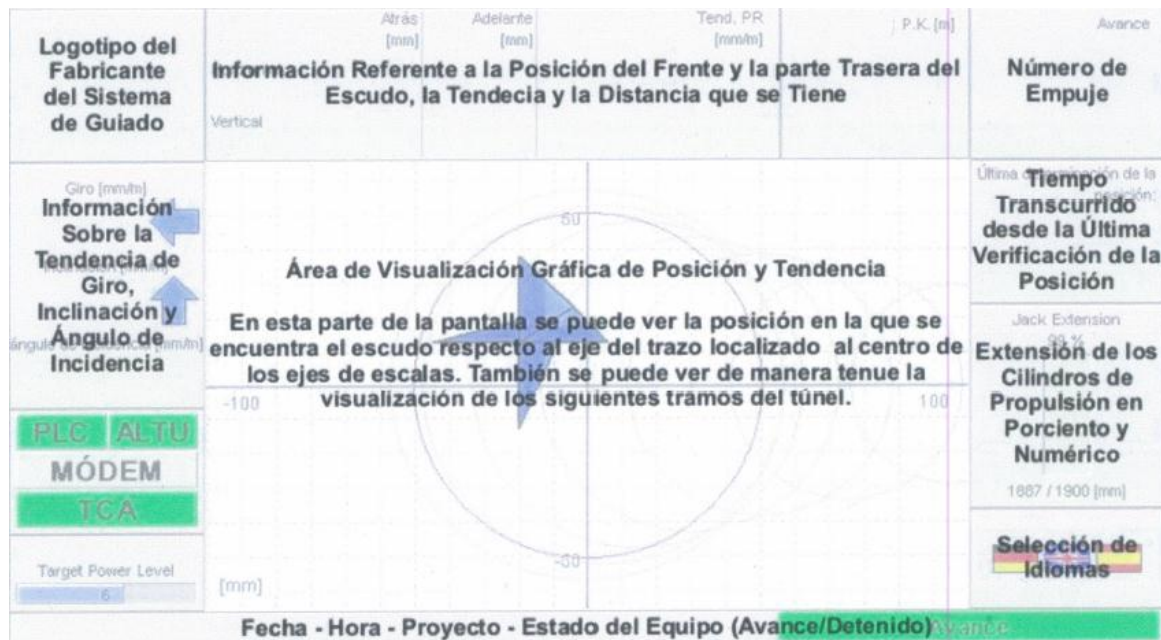 Logotipo del
Fabricante
del Sistema
de Guiado
Atrás
[mm]
Adelante
[mm]
Tend. PR
[mm/m]
P.K. [m]
Información Referente a la Posición del Frente y la parte Trasera del
Escudo, la Tendecia y la Distancia que se Tiene
Vertical
Avance
Número de
Empuje
Giro [mm/m]
Información
Sobre la
Tendencia de
Giro,
Inclinación y
Ángulo de
Incidencia
50
Área de Visualización Gráfica de Posición y Tendencia
En esta parte de la pantalla se puede ver la posición en la que se
encuentra el escudo respecto al eje del trazo localizado al centro de
los ejes de escalas. También se puede ver de manera tenue la
visualización de los siguientes tramos del túnel.
-100
100
-50
[mm]
Última de la
Tiempo
Transcurrido
desde la Última
Verificación de la
Posición
Jack Extension
99 %
Extensión de los
Cilindros de
Propulsión en
Porciento y
Numérico
1887 / 1900 [mm]
Selección de
Idiomas
PLC ALTU
MÓDEM
TCA
Target Power Level
6
Fecha - Hora - Proyecto - Estado del Equipo (Avance/Detenido)